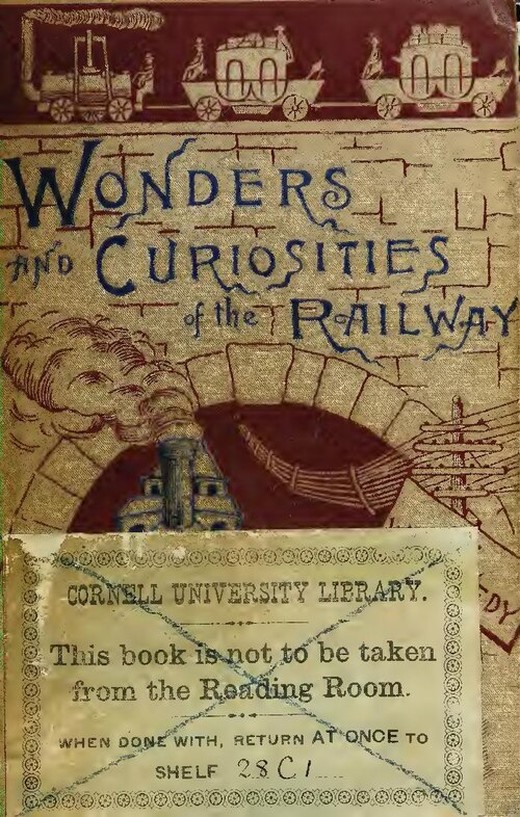 WONDERS
AND CURIOSITIES
of the RAILWAY
EDY
CORNELL UNIVERSITY LIBRARY.
This book is not to be taken
from the Reading Room.
WHEN DONE WITH, RETURN AT ONCE TO
SHELF 28 C 1